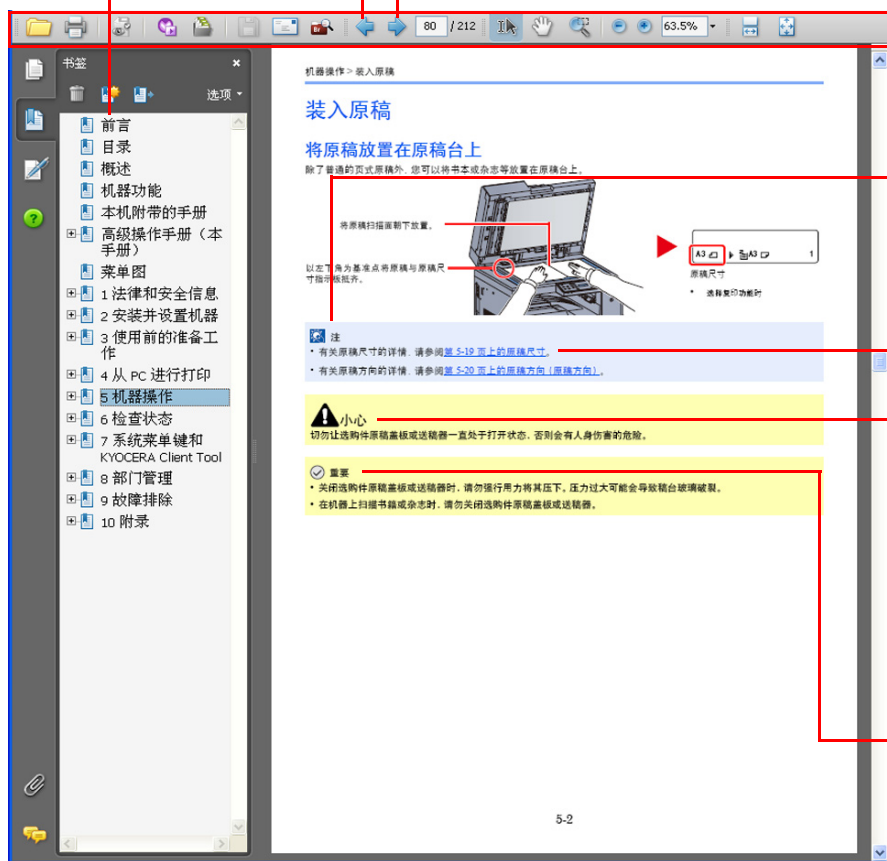 80 / 212
63.5%
书签
选项
前言
目录
概述
机器功能
本机附带的手册
高级操作手册（本
手册）
菜单图
1 法律和安全信息
2 安装并设置机器
3 使用前的准备工
作
4 从 PC 进行打印
5 机器操作
6 检查状态
7 系统菜单键和
KYOCERA Client Tool
8 部门管理
9 故障排除
10 附录
机器操作 > 装入原稿
装入原稿
将原稿放置在原稿台上
除了普通的页式原稿外，您可以将书本或杂志等放置在原稿台上。
将原稿扫描面朝下放置。
以左下角为基准点将原稿与原稿尺
寸指示板抵齐。
A3 A3 1
原稿尺寸
• 选择复印功能时
注
• 有关原稿尺寸的详情，请参阅第 5-19 页上的原稿尺寸。
• 有关原稿方向的详情，请参阅第 5-20 页上的原稿方向（原稿方向）。
小心
切勿让选购件原稿盖板或送稿器一直处于打开状态，否则会有人身伤害的危险。
重要
• 关闭选购件原稿盖板或送稿器时，请勿强行用力将其压下。压力过大可能会导致稿台玻璃破裂。
• 在机器上扫描书籍或杂志时，请勿关闭选购件原稿盖板或送稿器。
5-2